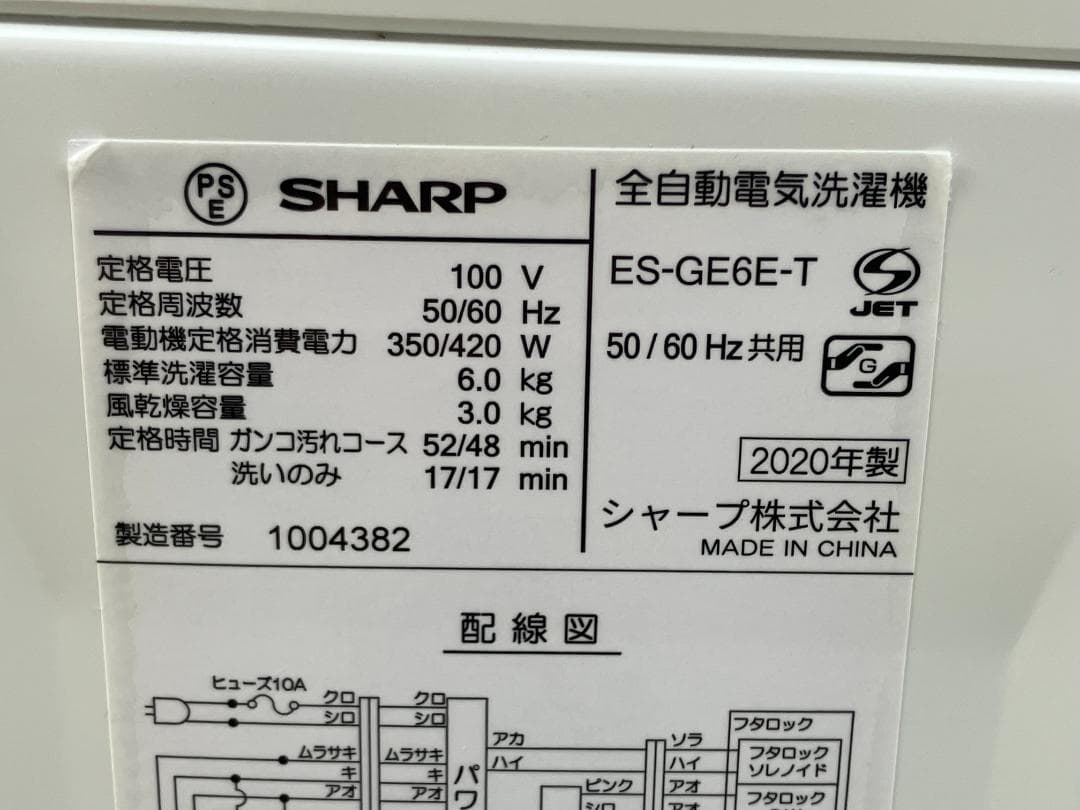 PSE SHARP
定格電圧 100 V
定格周波数 50/60 Hz
電動機定格消費電力 350/420 W
標準洗濯容量 6.0 kg
風乾燥容量 3.0 kg
定格時間 ガンコ汚れコース 52/48 min
洗いのみ 17/17 min
製造番号 1004382
全自動電気洗濯機
ES-GE6E-T
JET
50/60Hz共用
G
2020年製
シャープ株式会社
MADE IN CHINA
配線図
ヒューズ10A
クロ クロ
シロ シロ
アカ ソラ フタロック
ムラサキ ムラサキ ハイ ハイ フタロック
ソレノイド
キ キ パワ ピンク アオ
アオ アオ シロ アオ フタロック